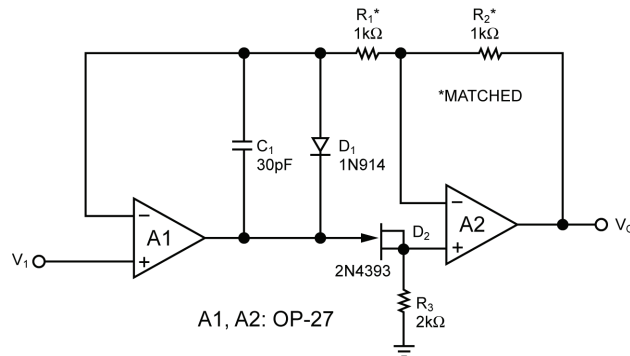 R1*
1kΩ
R2*
1kΩ
*MATCHED
C1
30pF
D1
1N914
−
A1
+
V1
D2
2N4393
−
A2
+
VO
R3
2kΩ
A1, A2: OP-27